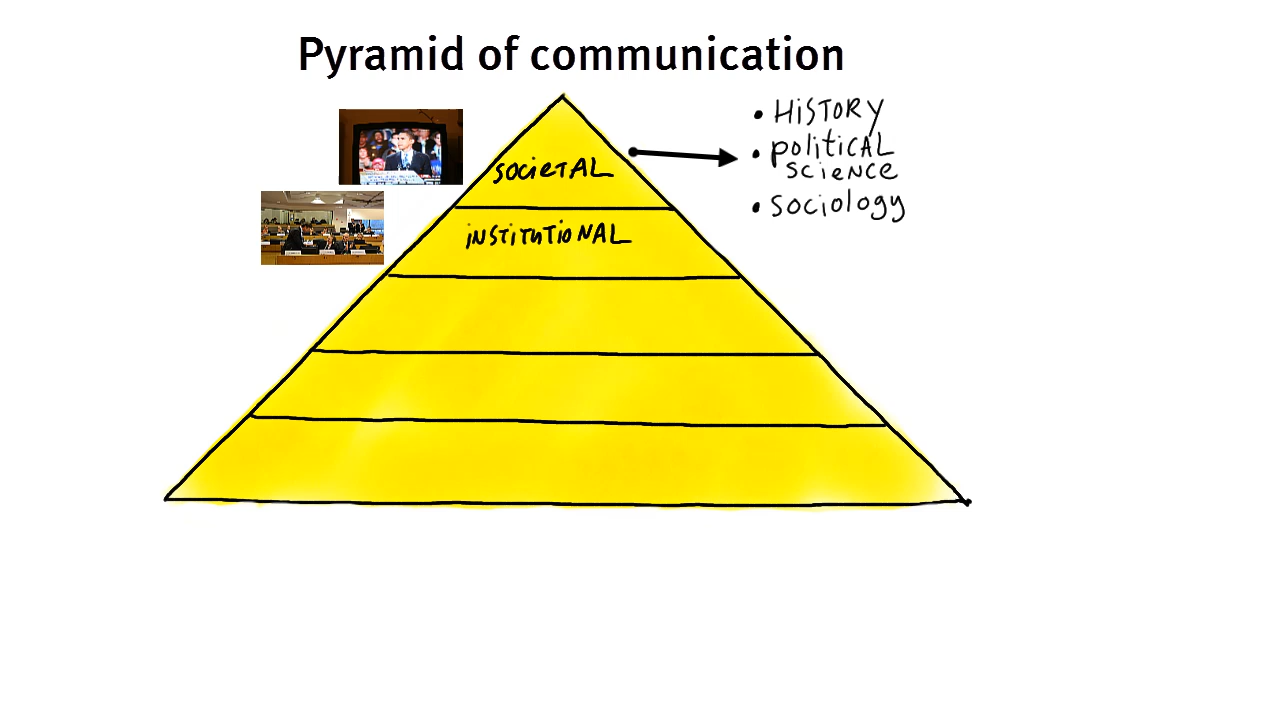 Pyramid of communication
SOCIETAL
INSTITUTIONAL
• HISTORY
• POLITICAL
SCIENCE
• SOCIOLOGY